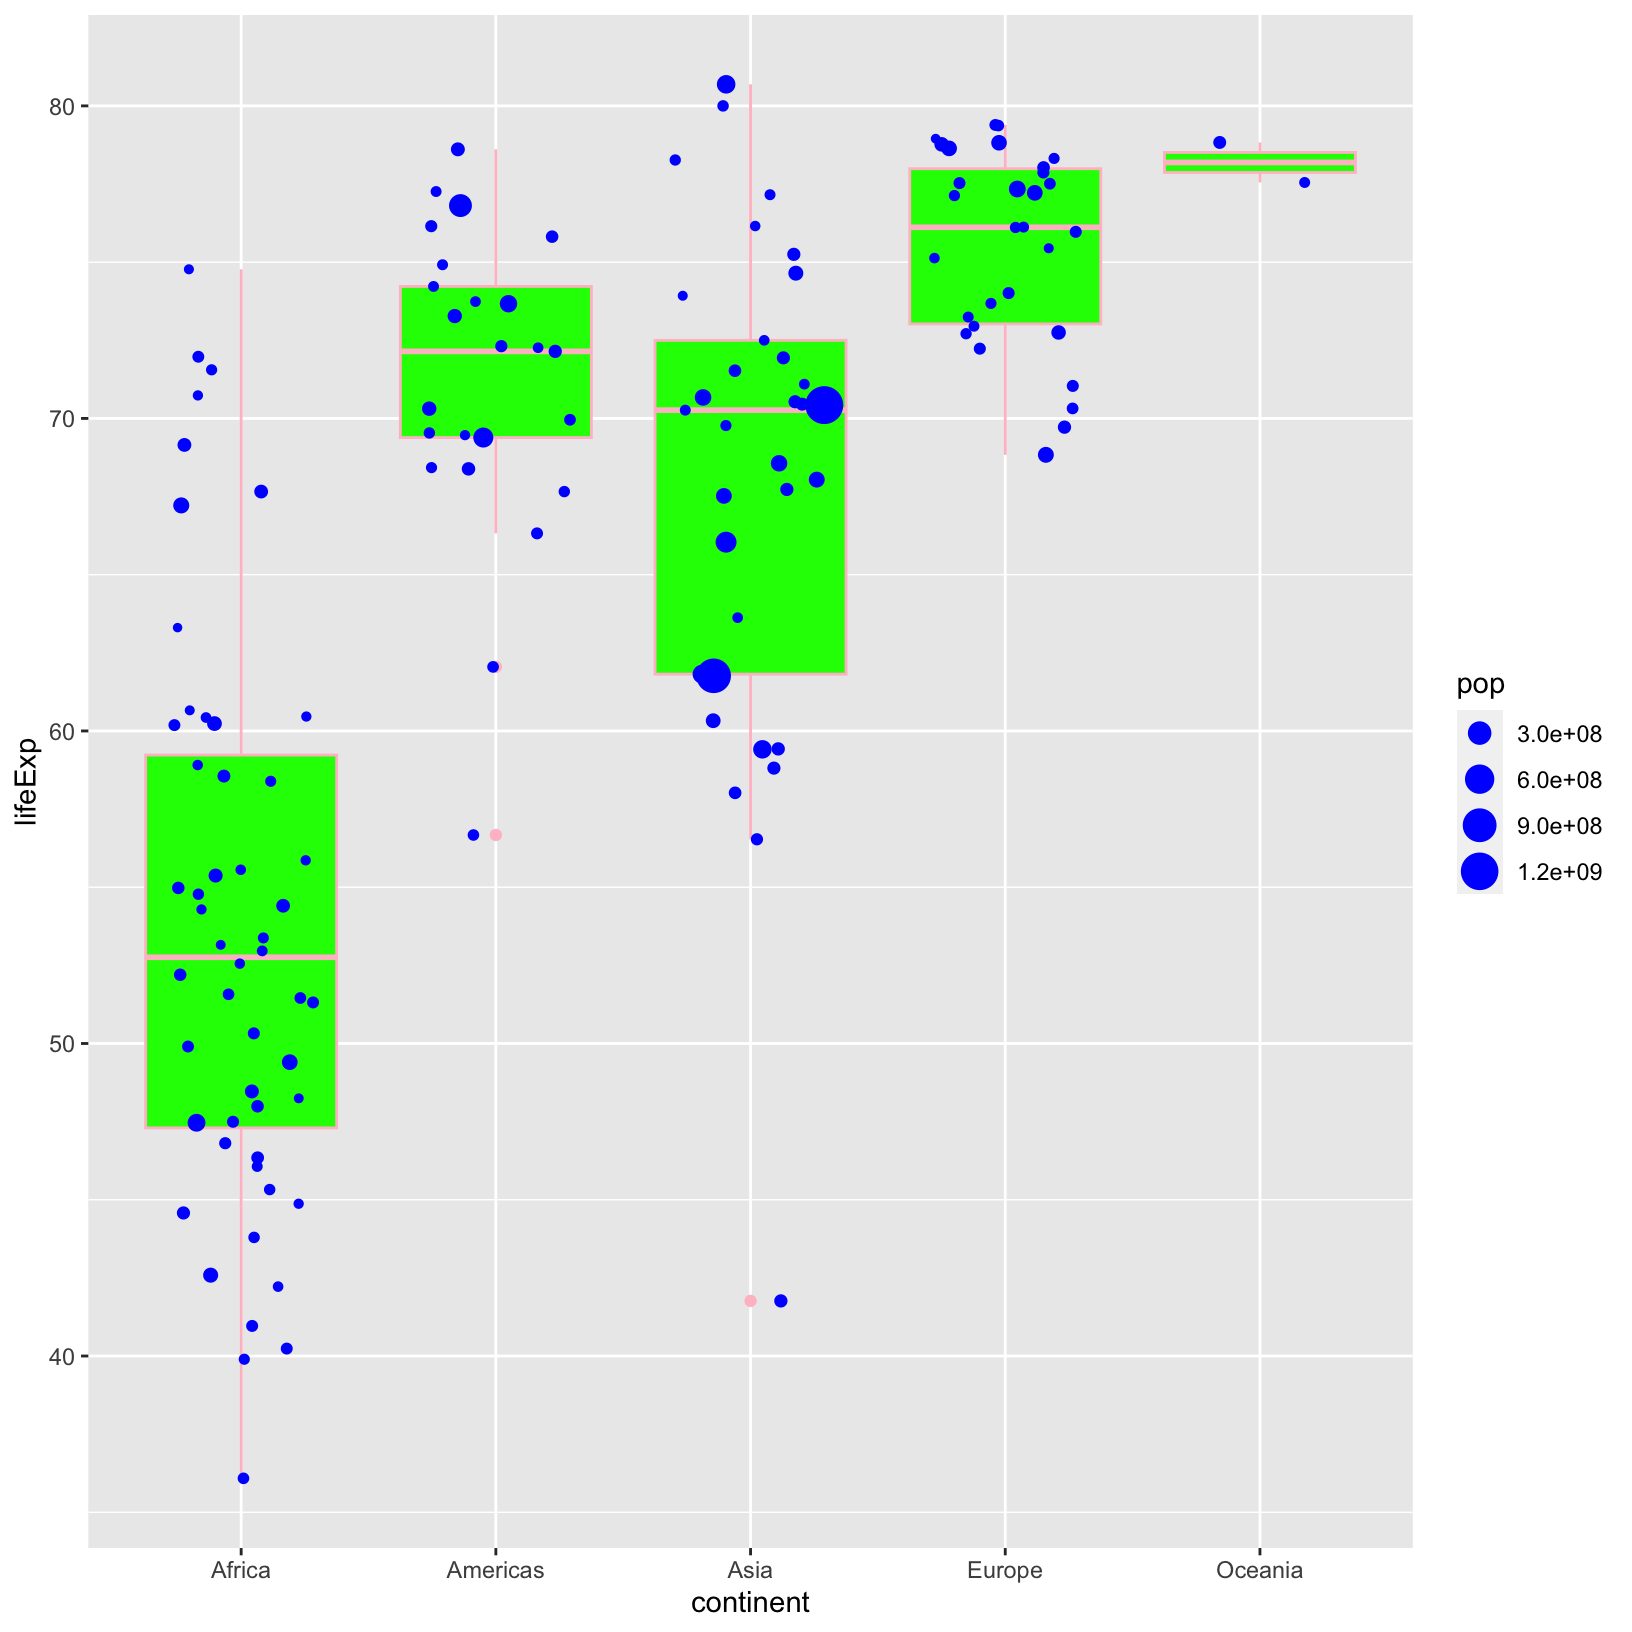 80
70
60
50
40
lifeExp
Africa
Americas
Asia
Europe
Oceania
continent
pop
3.0e+08
6.0e+08
9.0e+08
1.2e+09